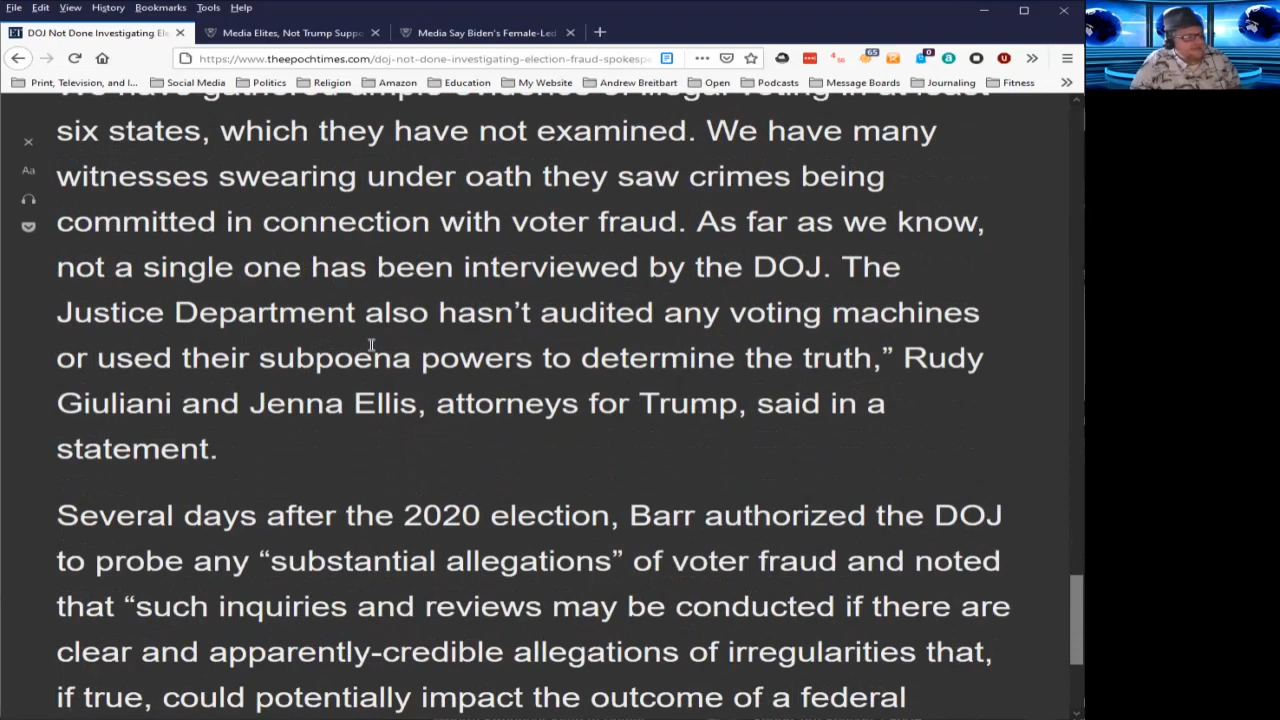 File Edit View History Bookmarks Tools Help
DOJ Not Done Investigating Ele
Media Elites, Not Trump Suppo
Media Say Biden's Female-Led
https://www.theepochtimes.com/doj-not-done-investigating-election-fraud-spokespe
Print, Television, and I... Social Media Politics Religion Amazon Education My Website Andrew Breitbart Open Podcasts Message Boards Journaling Fitness
six states, which they have not examined. We have many
witnesses swearing under oath they saw crimes being
committed in connection with voter fraud. As far as we know,
not a single one has been interviewed by the DOJ. The
Justice Department also hasn’t audited any voting machines
or used their subpoena powers to determine the truth,” Rudy
Giuliani and Jenna Ellis, attorneys for Trump, said in a
statement.
Several days after the 2020 election, Barr authorized the DOJ
to probe any “substantial allegations” of voter fraud and noted
that “such inquiries and reviews may be conducted if there are
clear and apparently-credible allegations of irregularities that,
if true, could potentially impact the outcome of a federal